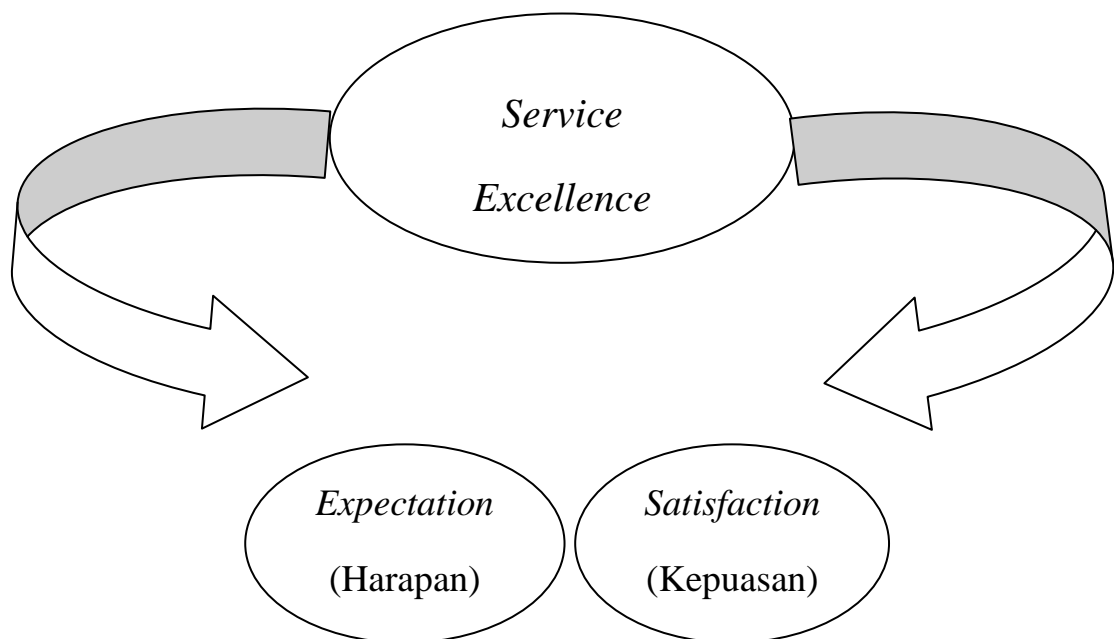 Service
Excellence
Expectation
(Harapan)
Satisfaction
(Kepuasan)